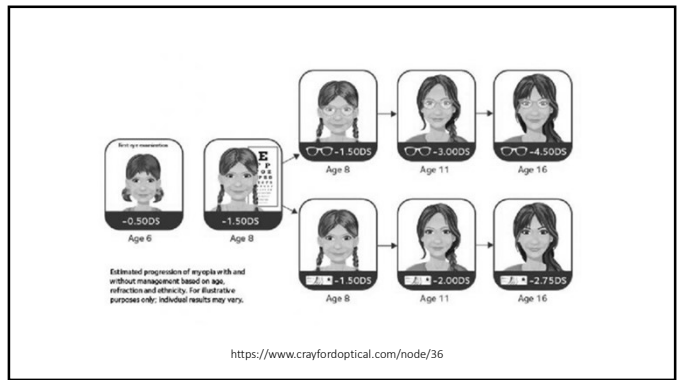 First eye examination
-0.50DS
Age 6
E
-1.50DS
Age 8
-1.50DS
Age 8
-3.00DS
Age 11
-4.50DS
Age 16
-1.50DS
Age 8
-2.00DS
Age 11
-2.75DS
Age 16
Estimated progression of myopia with and
without management based on age,
refraction and ethnicity. For illustrative
purposes only; indivdual results may vary.
https://www.crayfordoptical.com/node/36